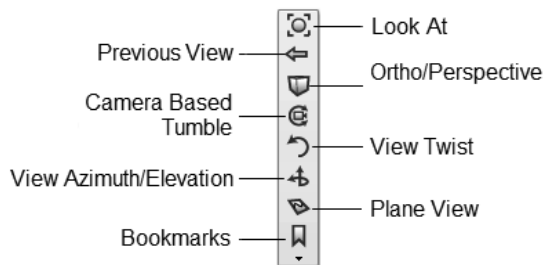 Look At
Previous View
Ortho/Perspective
Camera Based
Tumble
View Twist
View Azimuth/Elevation
Plane View
Bookmarks